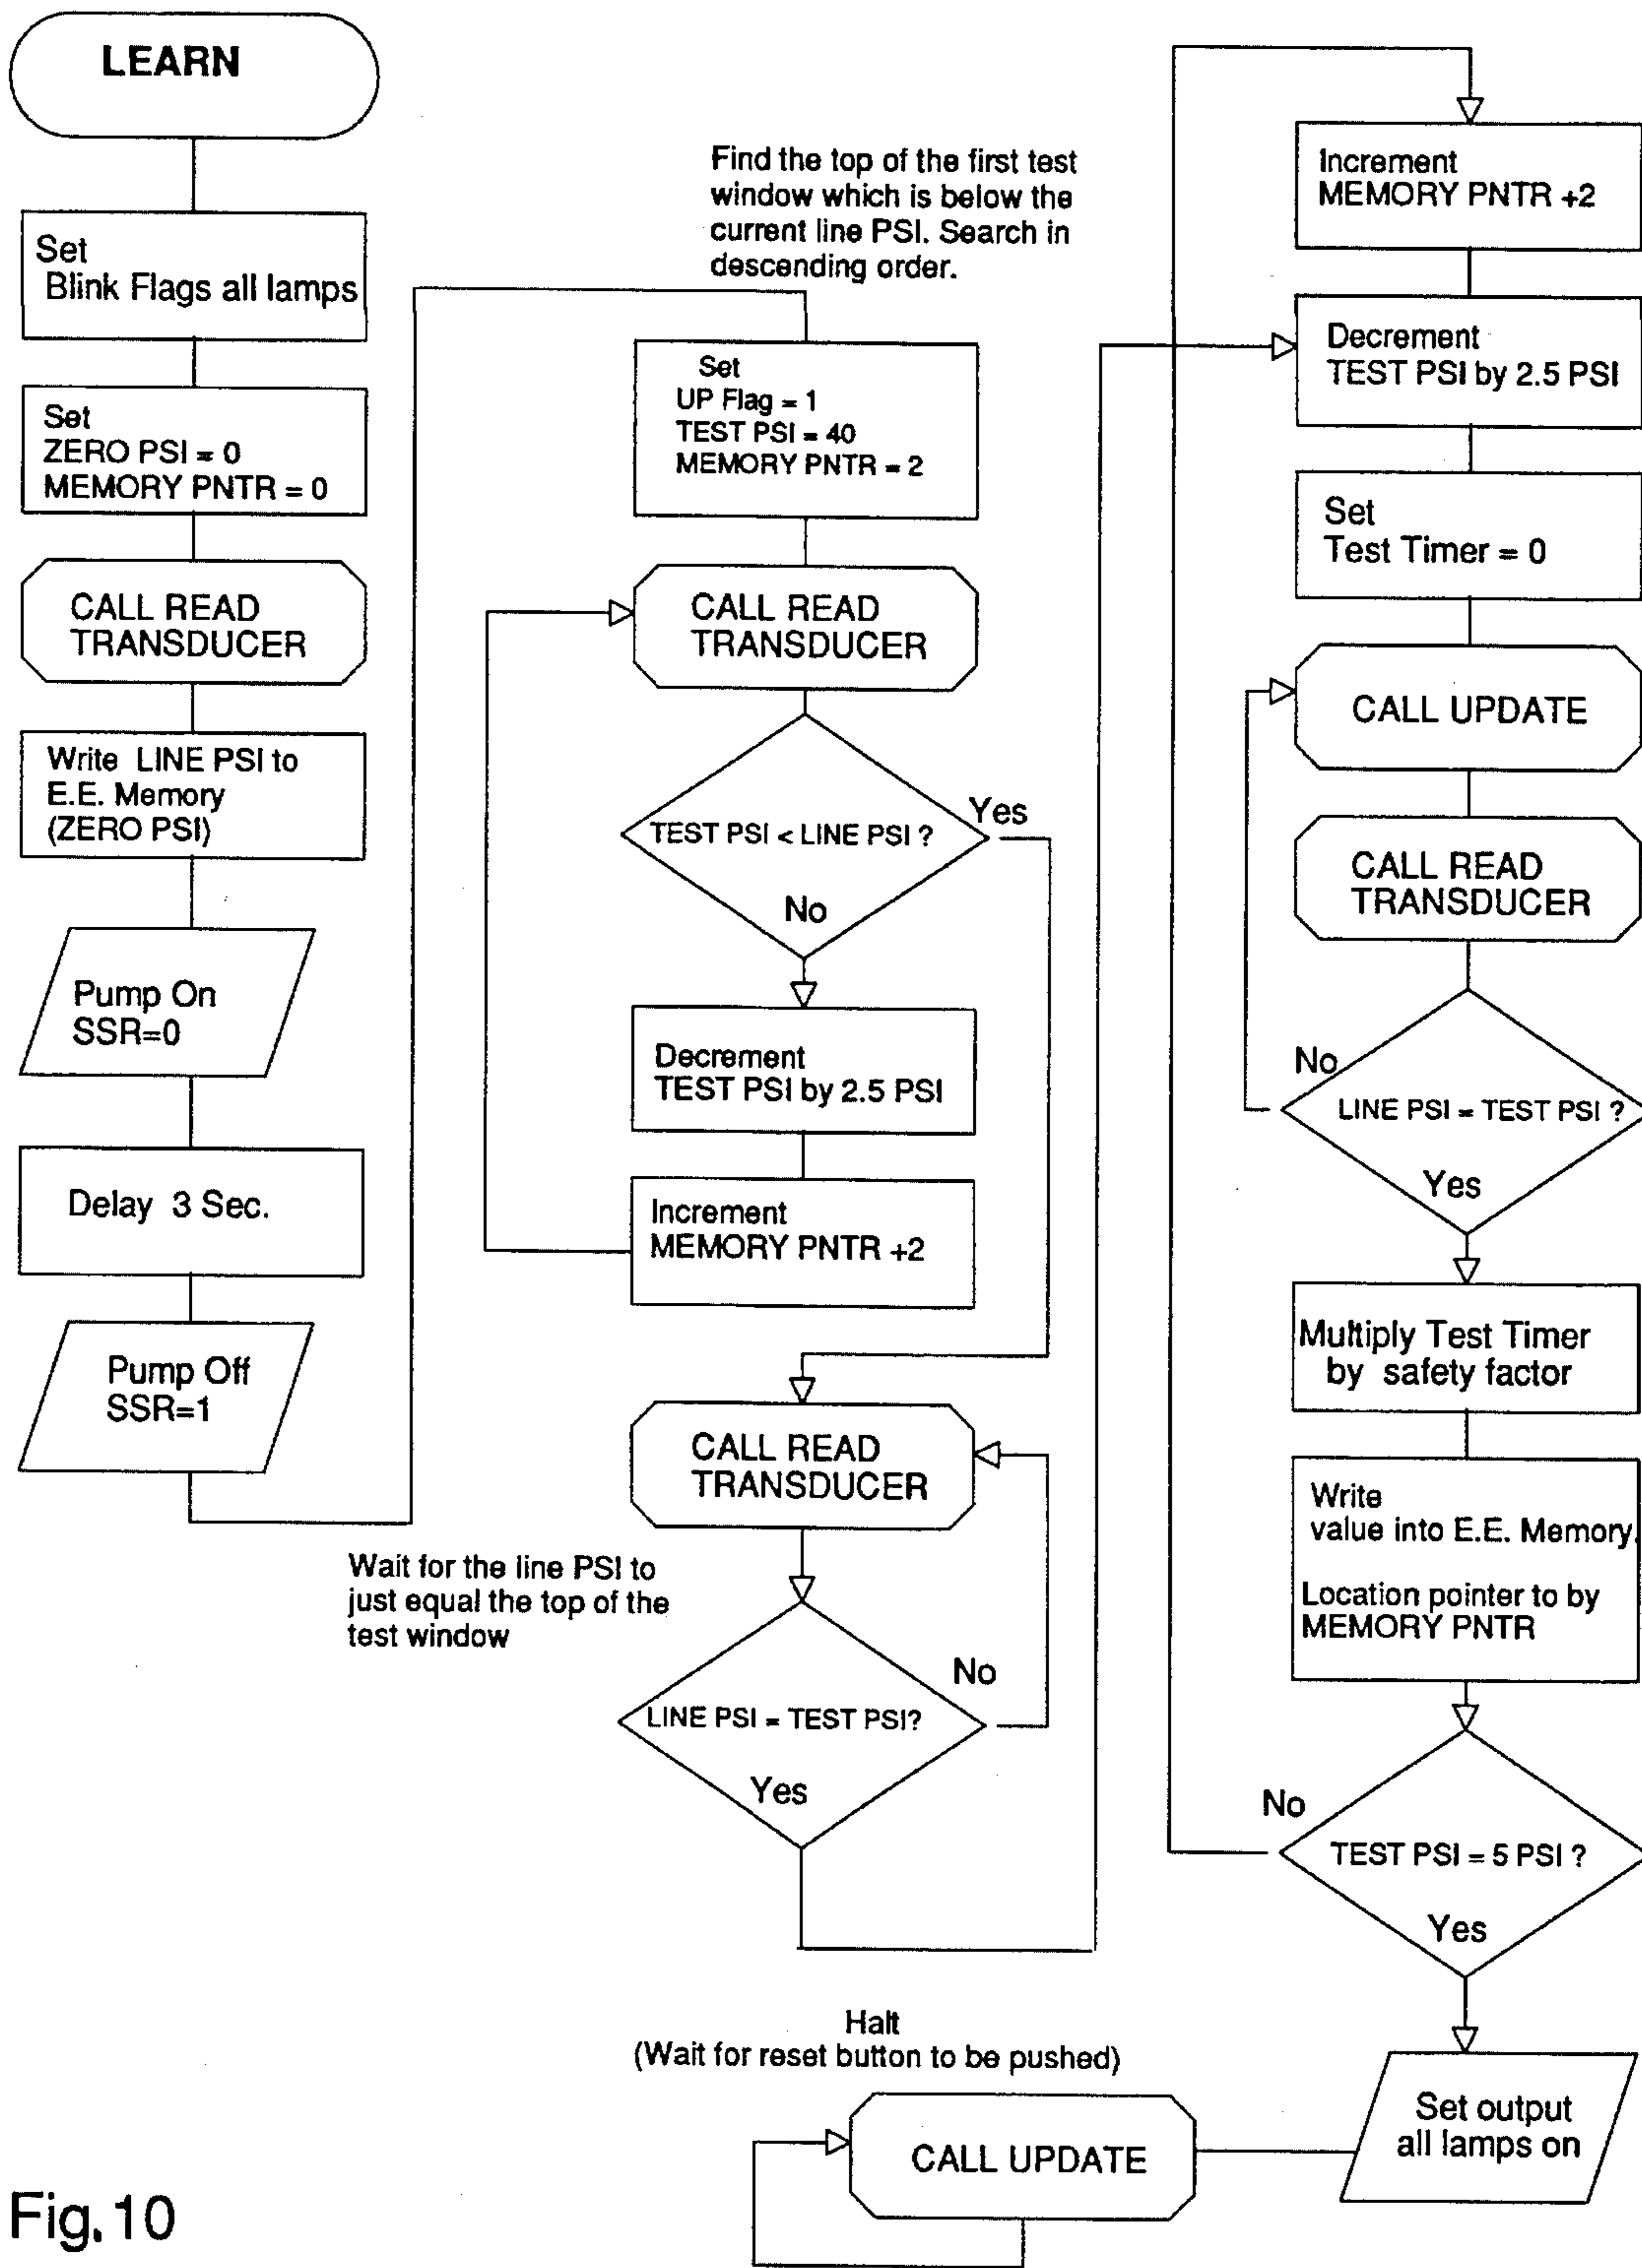 LEARN
Set
Blink Flags all lamps
Set
ZERO PSI = 0
MEMORY PNTR = 0
CALL READ
TRANSDUCER
Write LINE PSI to
E.E. Memory
(ZERO PSI)
Pump On
SSR=0
Delay 3 Sec.
Pump Off
SSR=1
Find the top of the first test
window which is below the
current line PSI. Search in
descending order.
Set
UP Flag = 1
TEST PSI = 40
MEMORY PNTR = 2
CALL READ
TRANSDUCER
TEST PSI < LINE PSI ?
Yes
No
Decrement
TEST PSI by 2.5 PSI
Increment
MEMORY PNTR +2
CALL READ
TRANSDUCER
Wait for the line PSI to
just equal the top of the
test window
LINE PSI = TEST PSI?
No
Yes
Increment
MEMORY PNTR +2
Decrement
TEST PSI by 2.5 PSI
Set
Test Timer = 0
CALL UPDATE
CALL READ
TRANSDUCER
No
LINE PSI = TEST PSI ?
Yes
Multiply Test Timer
by safety factor
Write
value into E.E. Memory.
Location pointer to by
MEMORY PNTR
No
TEST PSI = 5 PSI ?
Yes
Set output
all lamps on
Halt
(Wait for reset button to be pushed)
CALL UPDATE
Fig.10